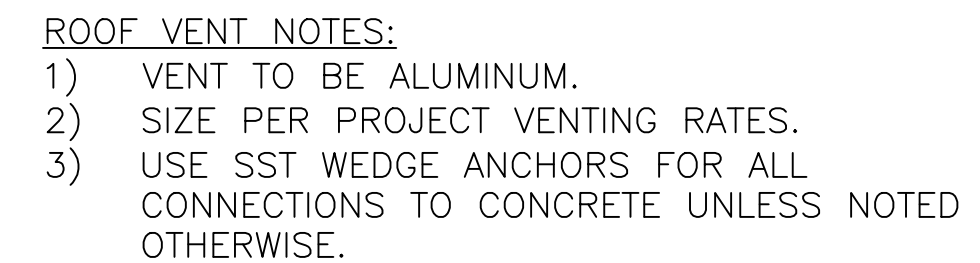 ROOF VENT NOTES:
1) VENT TO BE ALUMINUM.
2) SIZE PER PROJECT VENTING RATES.
3) USE SST WEDGE ANCHORS FOR ALL
CONNECTIONS TO CONCRETE UNLESS NOTED
OTHERWISE.